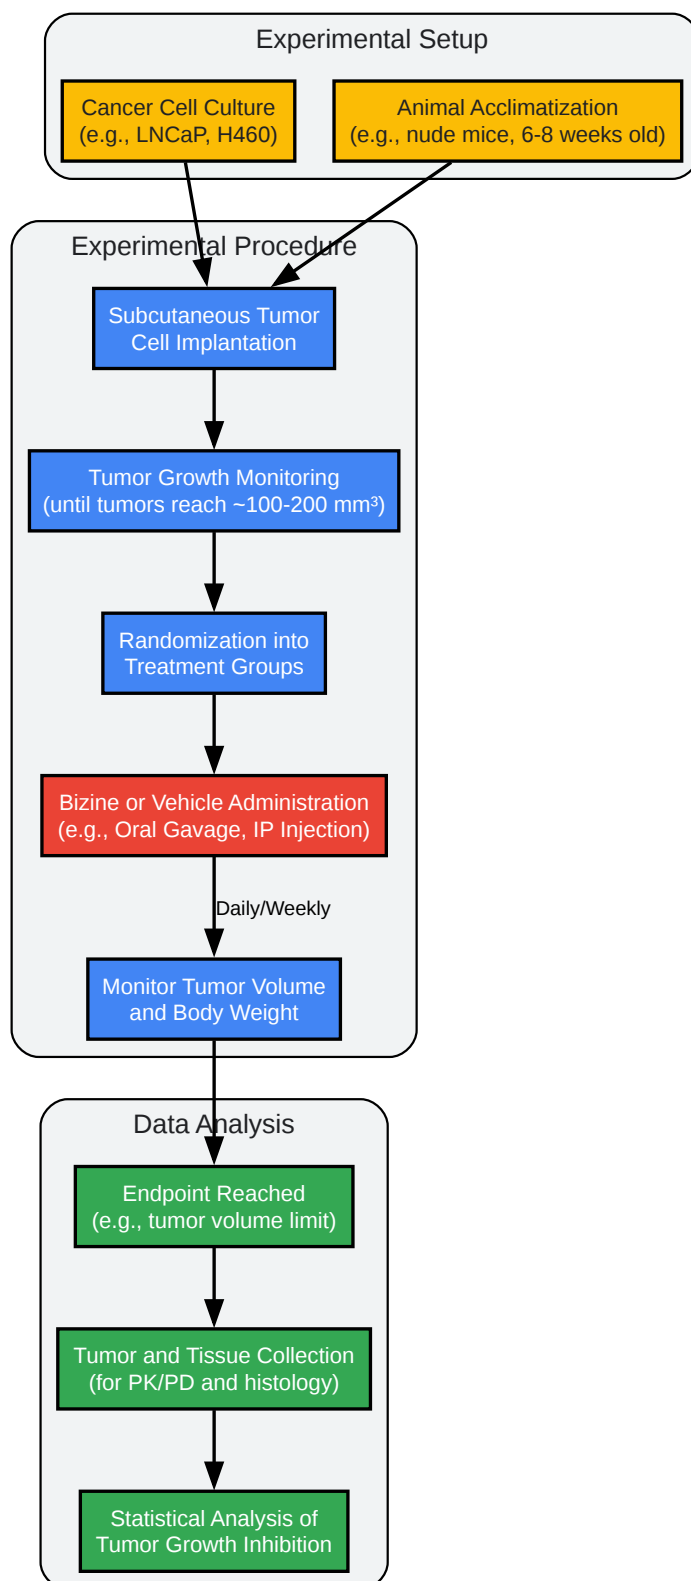 Experimental Setup
Cancer Cell Culture
(e.g., LNCaP, H460)
Animal Acclimatization
(e.g., nude mice, 6-8 weeks old)
Experimental Procedure
Subcutaneous Tumor
Cell Implantation
Tumor Growth Monitoring
(until tumors reach ~100-200 mm³)
Randomization into
Treatment Groups
Bizine or Vehicle Administration
(e.g., Oral Gavage, IP Injection)
Daily/Weekly
Monitor Tumor Volume
and Body Weight
Data Analysis
Endpoint Reached
(e.g., tumor volume limit)
Tumor and Tissue Collection
(for PK/PD and histology)
Statistical Analysis of
Tumor Growth Inhibition